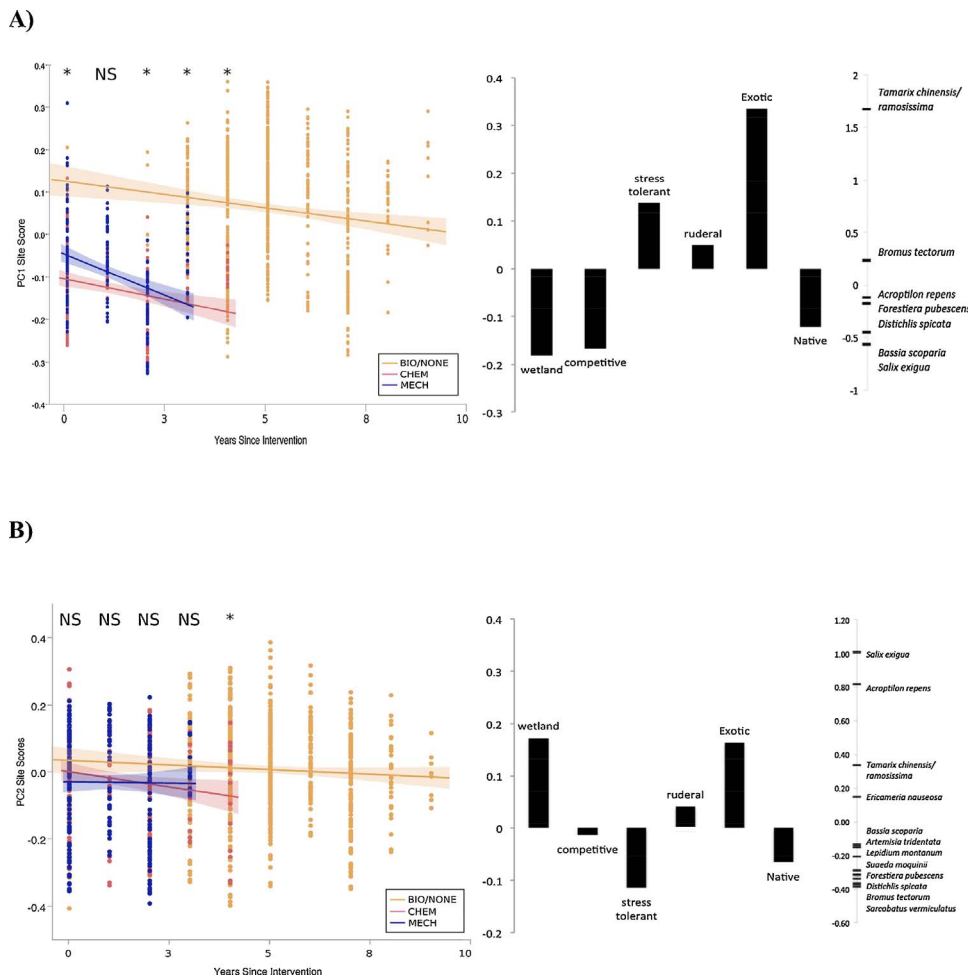 A)
* NS * * *
0.4
0.3
0.2
0.1
0.0
-0.1
-0.2
-0.3
-0.4
PC1 Site Score
BIO/NONE
CHEM
MECH
0 3 5 8 10
Years Since Intervention
0.4
0.3
0.2
0.1
0
-0.1
-0.2
-0.3
wetland
competitive
stress
tolerant
ruderal
Exotic
Native
2
1.5
1
0.5
0
-0.5
-1
Tamarix chinensis/
ramosissima
Bromus tectorum
Acroptilon repens
Forestiera pubescens
Distichlis spicata
Bassia scoparia
Salix exigua
B)
NS NS NS NS *
0.4
0.2
0.0
-0.2
-0.4
PC2 Site Scores
BIO/NONE
CHEM
MECH
0 3 5 8 10
Years Since Intervention
0.4
0.3
0.2
0.1
0
-0.1
-0.2
wetland
competitive
stress
tolerant
ruderal
Exotic
Native
1.20
1.00
0.80
0.60
0.40
0.20
0.00
-0.20
-0.40
-0.60
Salix exigua
Acroptilon repens
Tamarix chinensis/
ramosissima
Ericameria nauseosa
Bassia scoparia
Artemisia tridentata
Lepidium montanum
Suaeda moquinii
Forestiera pubescens
Distichlis spicata
Bromus tectorum
Sarcobatus vermiculatus